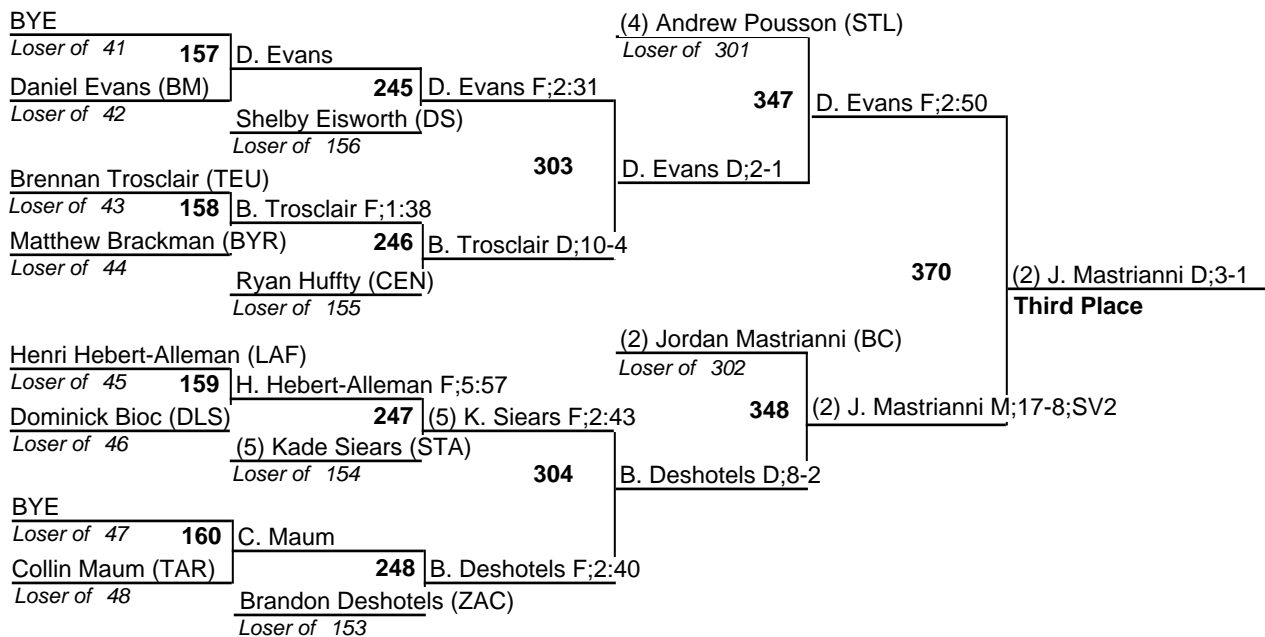 BYE
(4) Andrew Pousson (STL)
Loser of 41
157
D. Evans
Loser of 301
Daniel Evans (BM)
245
D. Evans F;2:31
347
D. Evans F;2:50
Loser of 42
Shelby Eisworth (DS)
Loser of 156
303
D. Evans D;2-1
Brennan Trosclair (TEU)
Loser of 43
158
B. Trosclair F;1:38
Matthew Brackman (BYR)
246
B. Trosclair D;10-4
Loser of 44
Ryan Huffty (CEN)
370
(2) J. Mastrianni D;3-1
Loser of 155
Third Place
Henri Hebert-Alleman (LAF)
(2) Jordan Mastrianni (BC)
Loser of 45
159
H. Hebert-Alleman F;5:57
Loser of 302
Dominick Bioc (DLS)
247
(5) K. Siears F;2:43
348
(2) J. Mastrianni M;17-8;SV2
Loser of 46
(5) Kade Siears (STA)
Loser of 154
304
B. Deshotels D;8-2
BYE
Loser of 47
160
C. Maum
Collin Maum (TAR)
248
B. Deshotels F;2:40
Loser of 48
Brandon Deshotels (ZAC)
Loser of 153